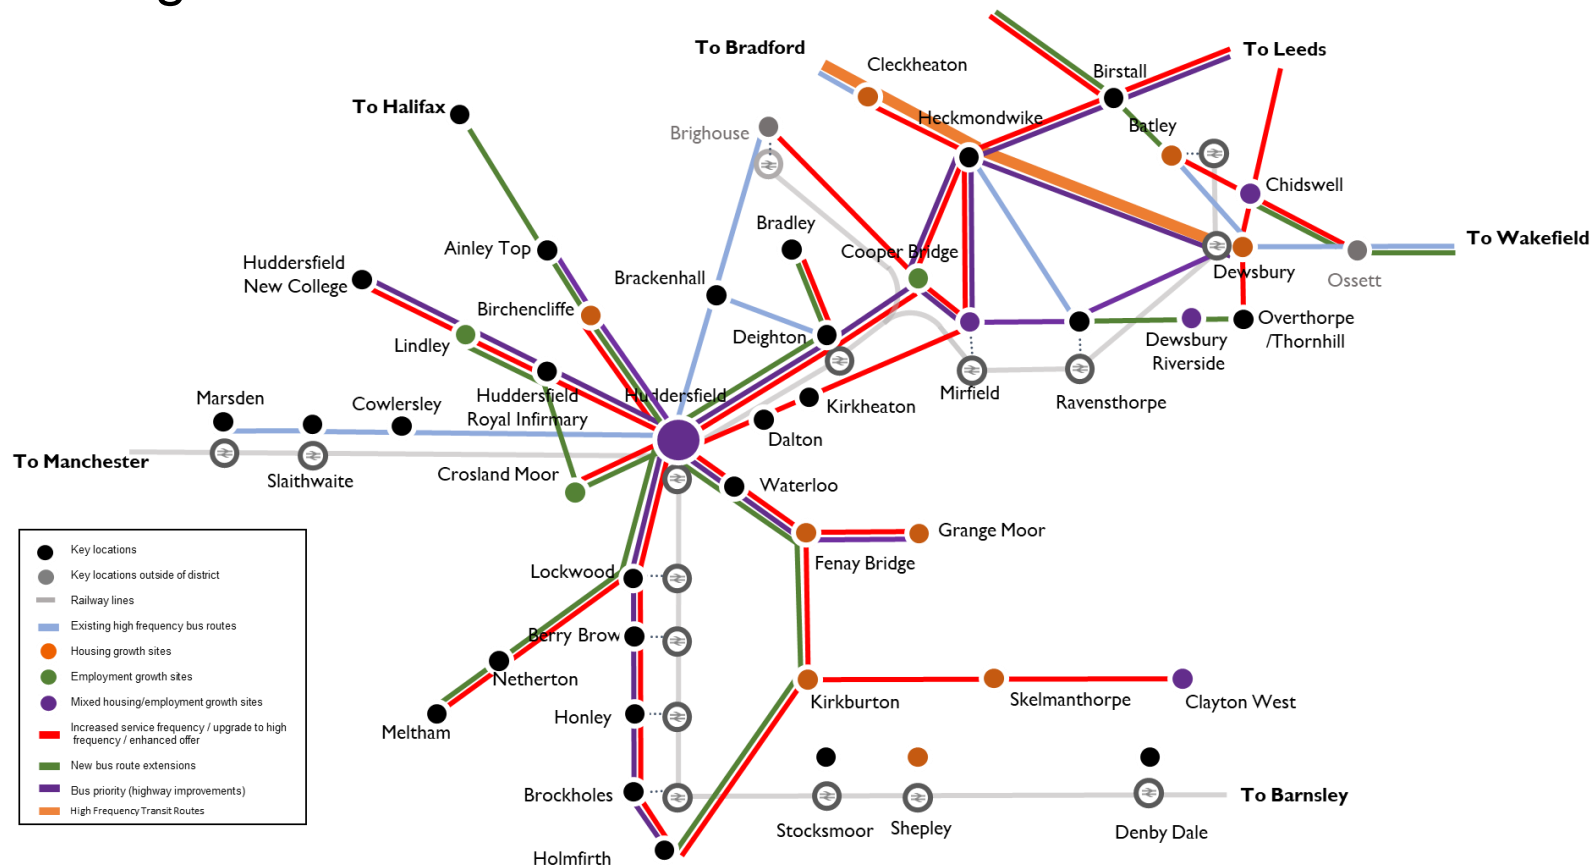 To Bradford
Cleckheaton
To Leeds
Birstall
To Halifax
Heckmondwike
Batley
Brighouse
Chidswell
Bradley
Ainley Top
Cooper Bridge
To Wakefield
Huddersfield
New College
Brackenhall
Dewsbury
Ossett
Birchencliffe
Deighton
Lindley
Overthorpe
/Thornhill
Dewsbury
Riverside
Huddersfield
Royal Infirmary
Huddersfield
Mirfield
Ravensthorpe
Marsden
Cowlersley
Kirkheaton
Dalton
To Manchester
Slaithwaite
Crosland Moor
Waterloo
Grange Moor
Fenay Bridge
Lockwood
Berry Brow
Netherton
Meltham
Honley
Kirkburton
Skelmanthorpe
Clayton West
Brockholes
To Barnsley
Stocksmoor
Shepley
Denby Dale
Holmfirth
Key locations
Key locations outside of district
Railway lines
Existing high frequency bus routes
Housing growth sites
Employment growth sites
Mixed housing/employment growth sites
Increased service frequency / upgrade to high
frequency / enhanced offer
New bus route extensions
Bus priority (highway improvements)
High Frequency Transit Routes